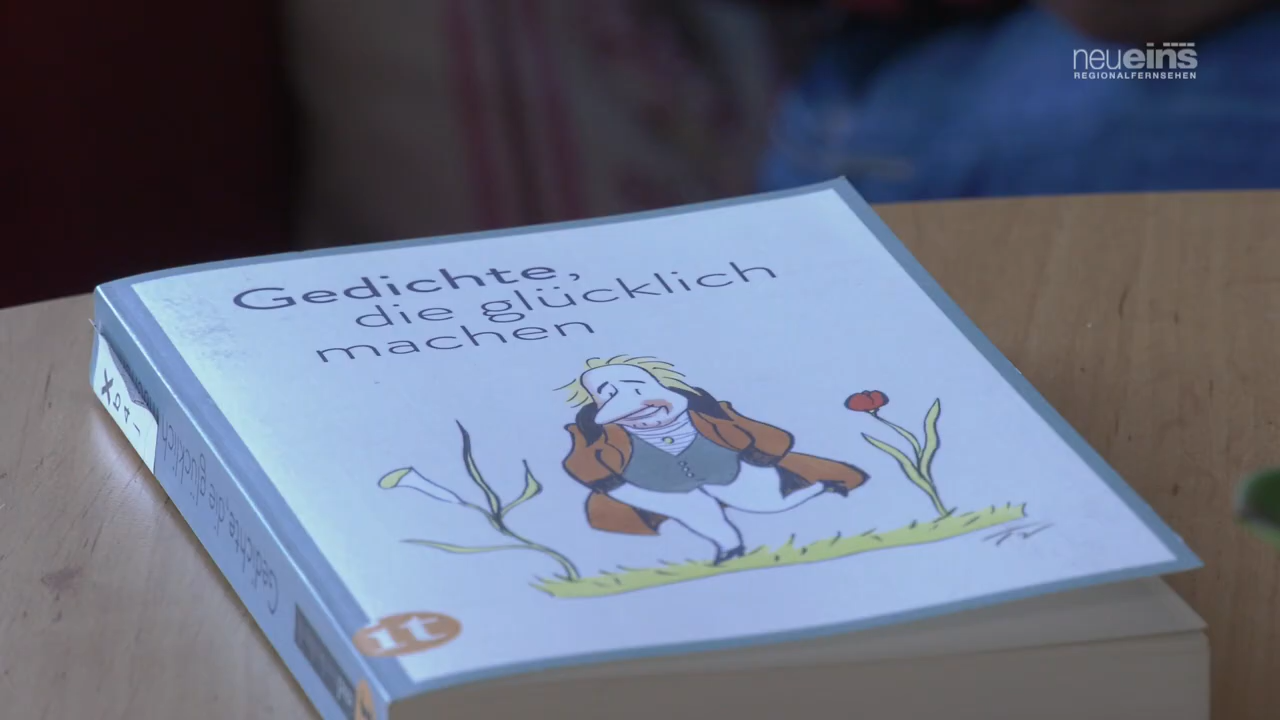 neueins
REGIONALFERNSEHEN
Gedichte,
die glücklich
machen
it
Gedichte, die glücklich